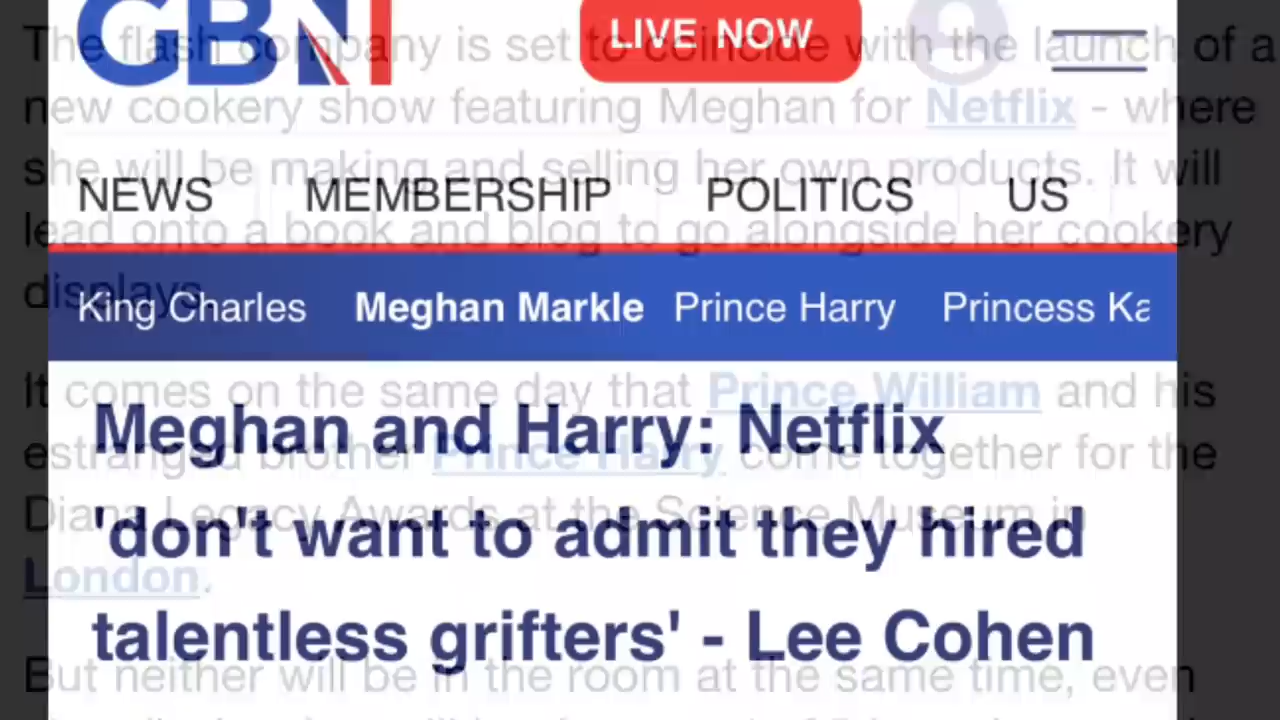 GBN
LIVE NOW
NEWS MEMBERSHIP POLITICS US
King Charles Meghan Markle Prince Harry Princess Ka
Meghan and Harry: Netflix
'don't want to admit they hired
talentless grifters' - Lee Cohen
The flash company is set to coincide with the launch of a
new cookery show featuring Meghan for Netflix - where
she will be making and selling her own products. It will
lead onto a book and blog to go alongside her cookery
displays.
It comes on the same day that Prince William and his
estranged brother Prince Harry come together for the
Diana Legacy Awards at the Science Museum in
London.
But neither will be in the room at the same time, even